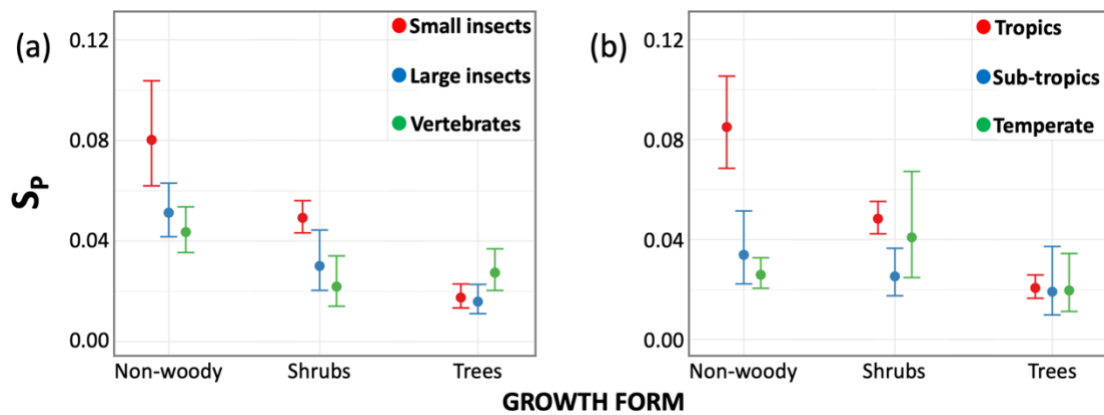 (a)
0.12
0.08
0.04
0.00
Sp
Small insects
Large insects
Vertebrates
Non-woody Shrubs Trees
(b)
0.12
0.08
0.04
0.00
Tropics
Sub-tropics
Temperate
Non-woody Shrubs Trees
GROWTH FORM